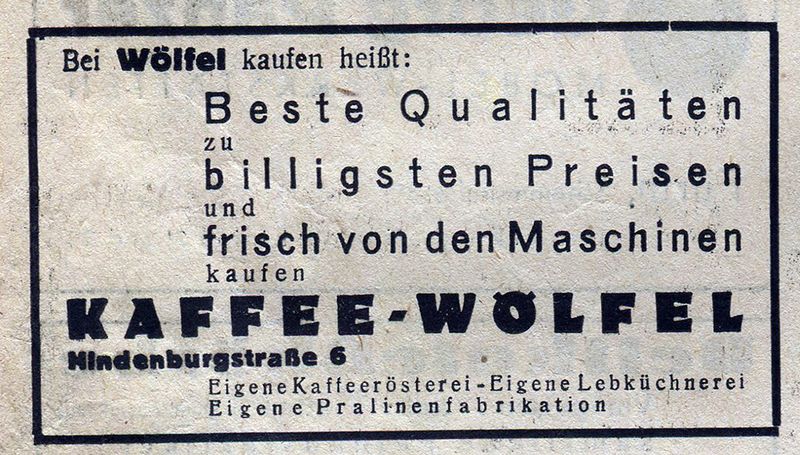 Bei Wölfel kaufen heißt:
Beste Qualitäten
zu
billigsten Preisen
und
frisch von den Maschinen
kaufen
KAFFEE-WÖLFEL
Hindenburgstraße 6
Eigene Kaffeerösterei - Eigene Lebküchnerei
Eigene Pralinenfabrikation